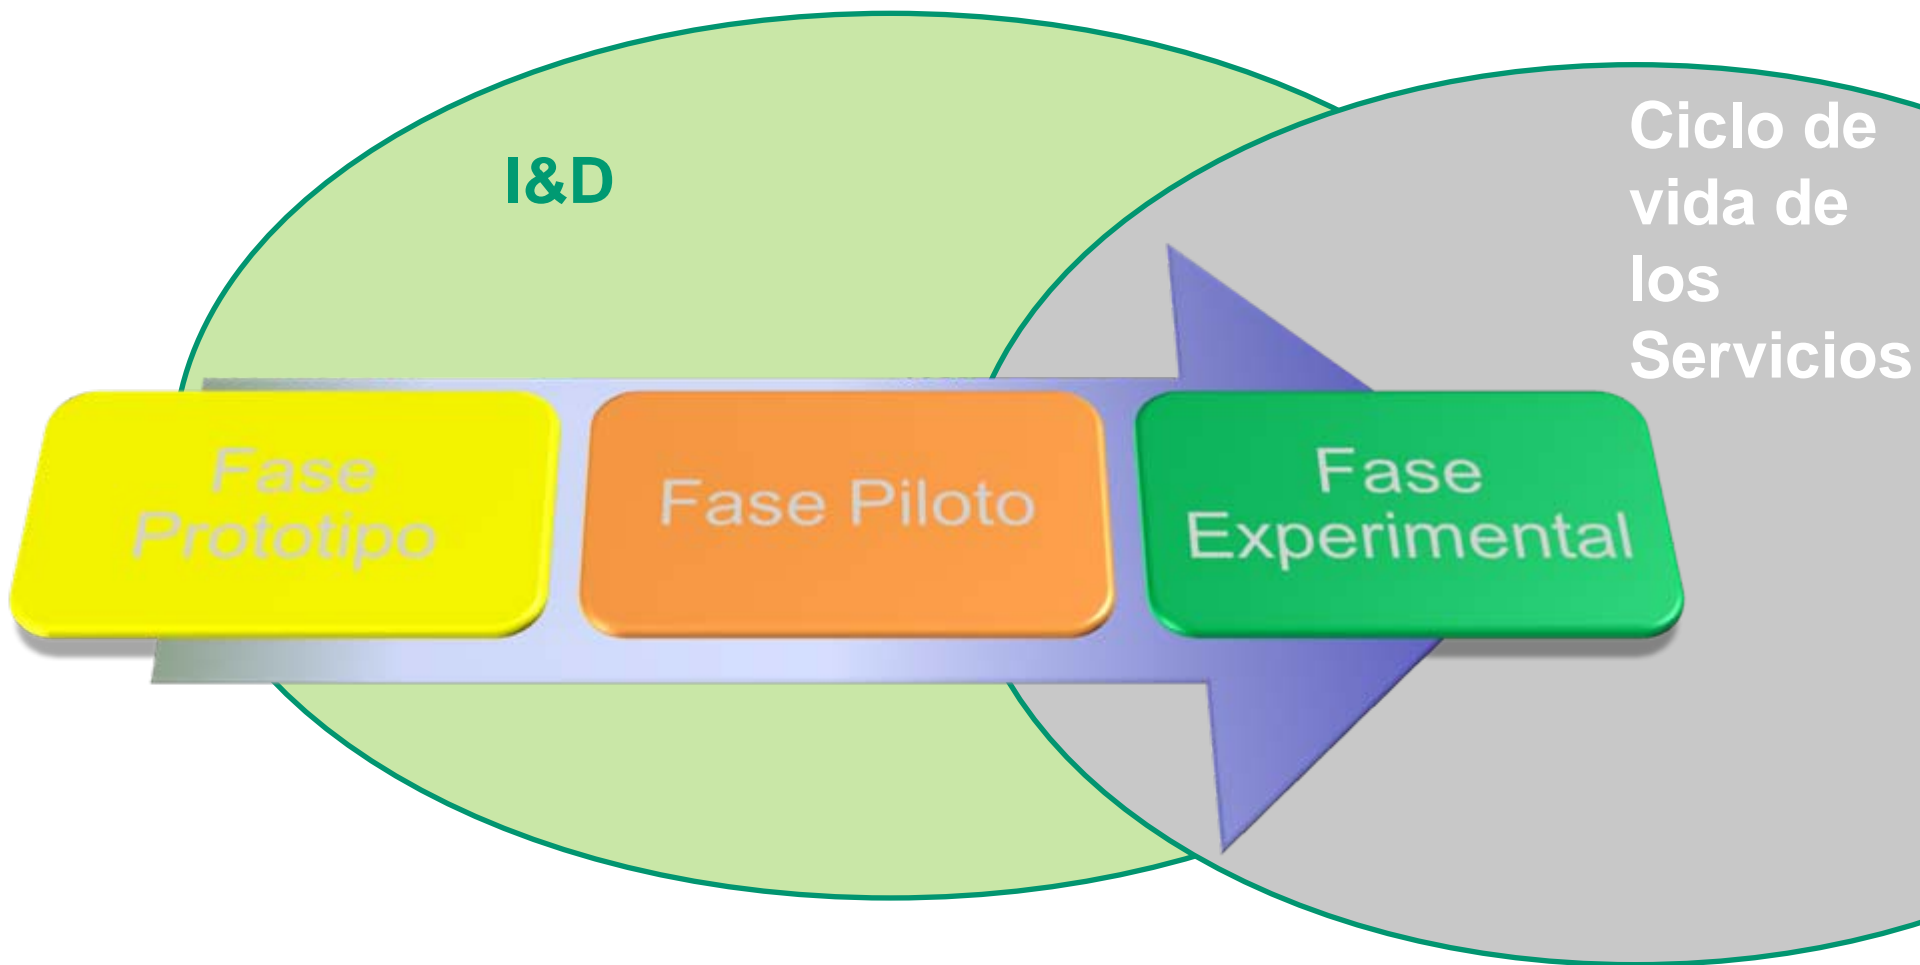 I&D
Ciclo de
vida de
los
Servicios
Fase
Prototipo
Fase Piloto
Fase
Experimental